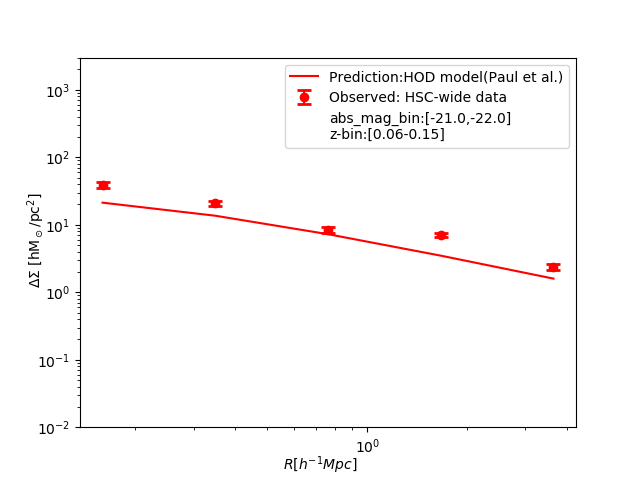 10³
10²
10¹
10⁰
10⁻¹
10⁻²
ΔΣ [hM⊙/pc²]
Prediction:HOD model(Paul et al.)
Observed: HSC-wide data
abs_mag_bin:[-21.0,-22.0]
z-bin:[0.06-0.15]
10⁰
R[h⁻¹Mpc]